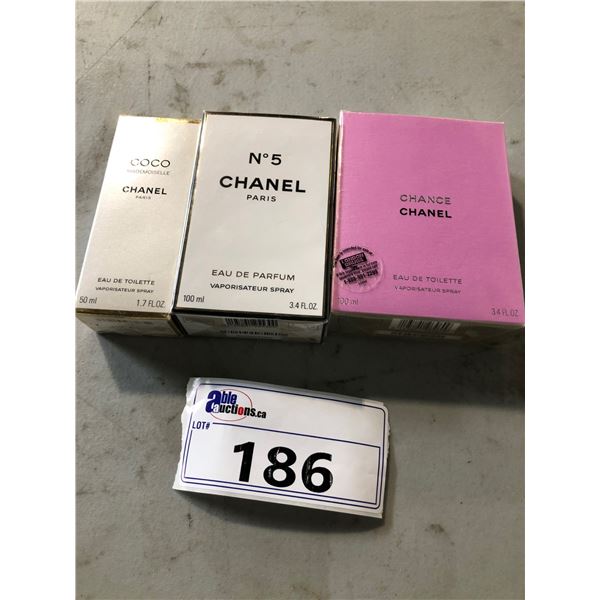 COCO
MADEMOISELLE
CHANEL
PARIS
EAU DE TOILETTE
VAPORISATEUR SPRAY
50 ml 1.7 FL.OZ.
N°5
CHANEL
PARIS
EAU DE PARFUM
VAPORISATEUR SPRAY
100 ml 3.4 FL.OZ.
CHANCE
CHANEL
EAU DE TOILETTE
VAPORISATEUR SPRAY
100 ml 3.4 FL.OZ.
able
auctions.ca
LOT#
186